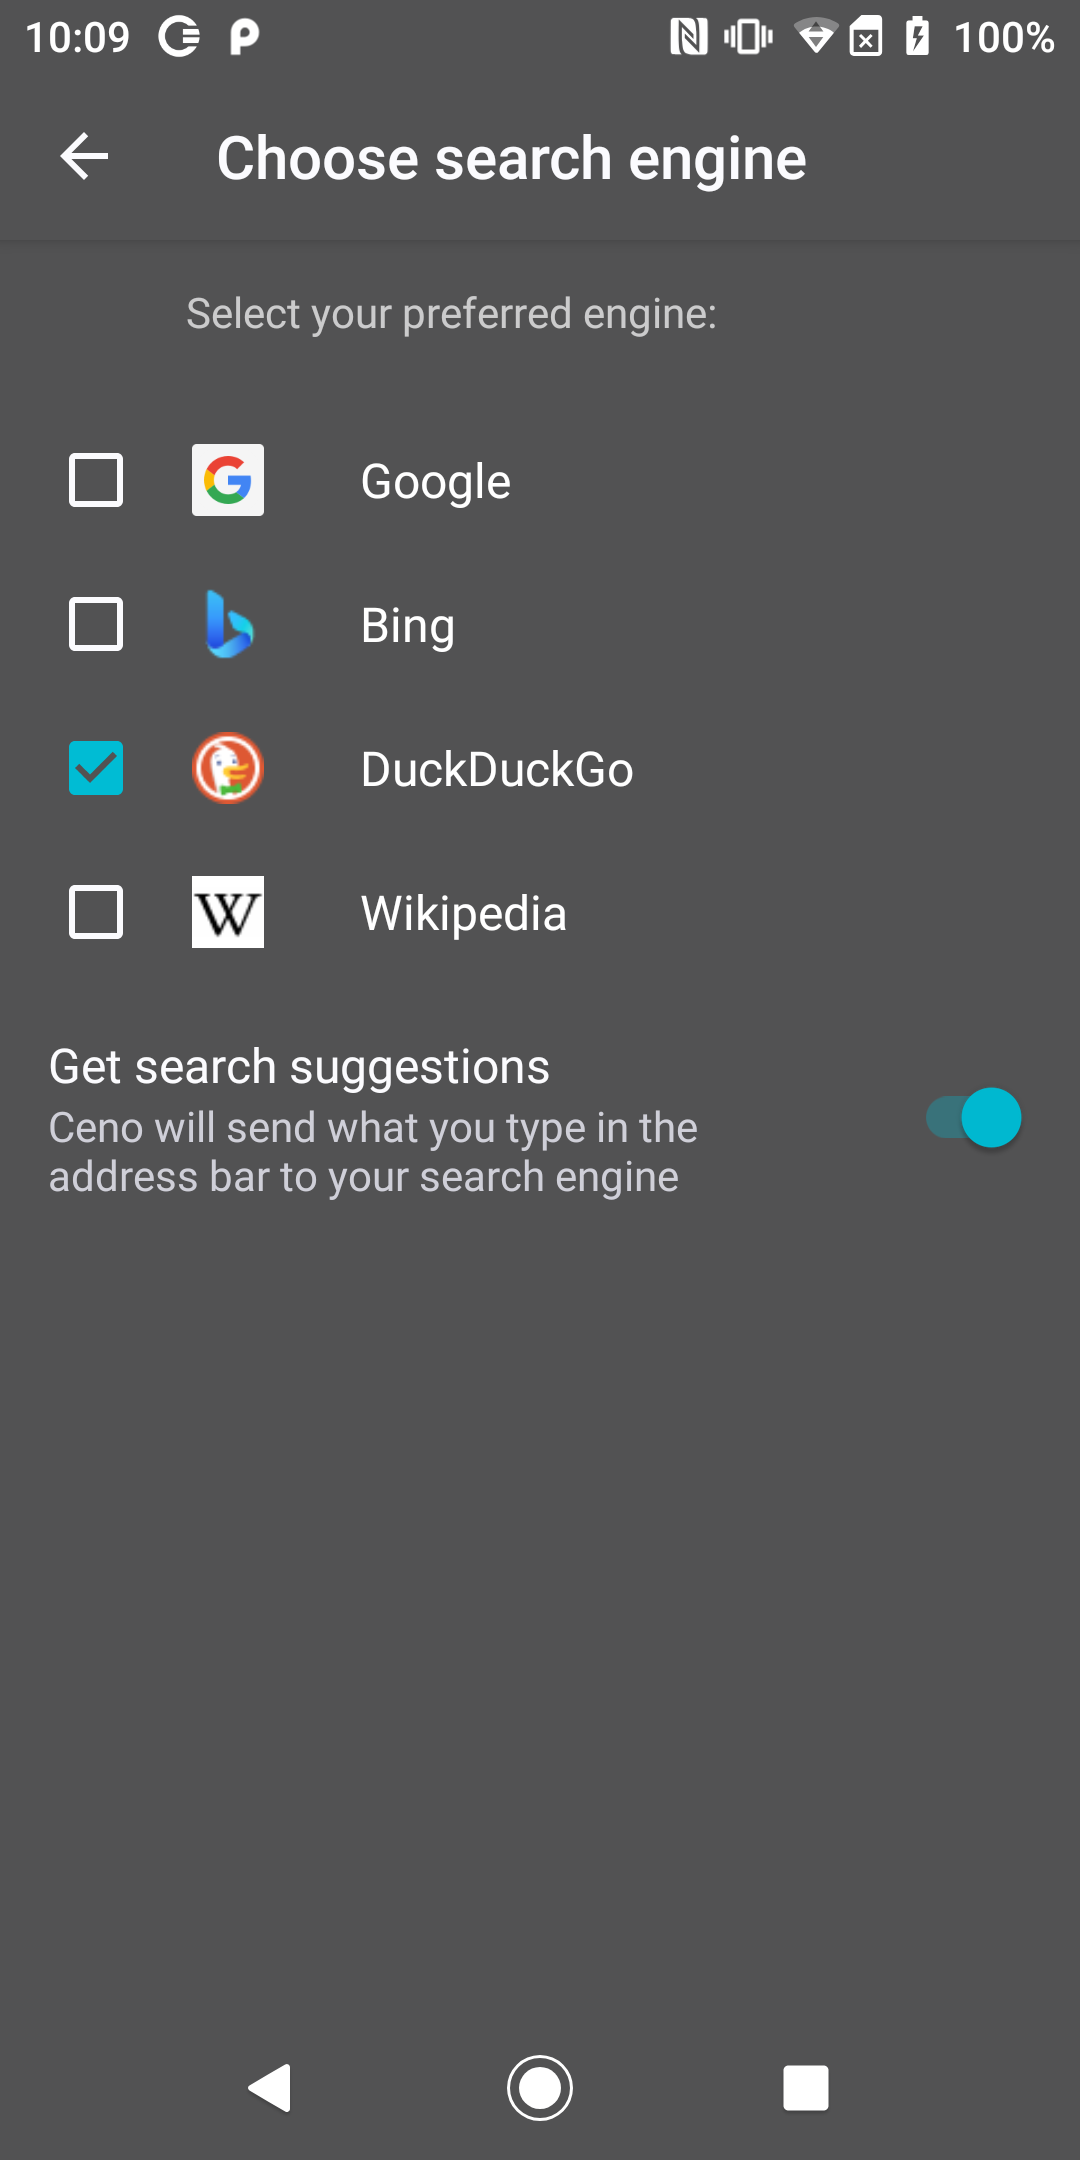 10:09
100%
Choose search engine
Select your preferred engine:
Google
Bing
DuckDuckGo
W
Wikipedia
Get search suggestions
Ceno will send what you type in the
address bar to your search engine